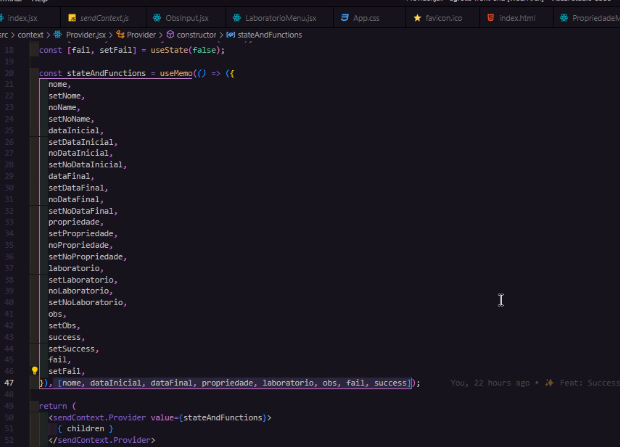 index.jsx sendContext.js ObsInput.jsx LaboratorioMenu.jsx App.css favicon.ico index.html PropriedadeM
src > context > Provider.jsx > Provider > constructor > stateAndFunctions
18 const [fail, setFail] = useState(false);
19
20 const stateAndFunctions = useMemo(() => ({
21 nome,
22 setNome,
23 noName,
24 setNoName,
25 dataInicial,
26 setDataInicial,
27 noDataInicial,
28 setNoDataInicial,
29 dataFinal,
30 setDataFinal,
31 noDataFinal,
32 setNoDataFinal,
33 propriedade,
34 setPropriedade,
35 noPropriedade,
36 setNoPropriedade,
37 laboratorio,
38 setLaboratorio,
39 noLaboratorio,
40 setNoLaboratorio,
41 obs,
42 setObs,
43 success,
44 setSuccess,
45 fail,
46 setFail,
47 }), [nome, dataInicial, dataFinal, propriedade, laboratorio, obs, fail, success]); You, 22 hours ago • ✨ Feat: Success
48
49 return (
50 <sendContext.Provider value={stateAndFunctions}>
51 { children }
52 </sendContext.Provider>